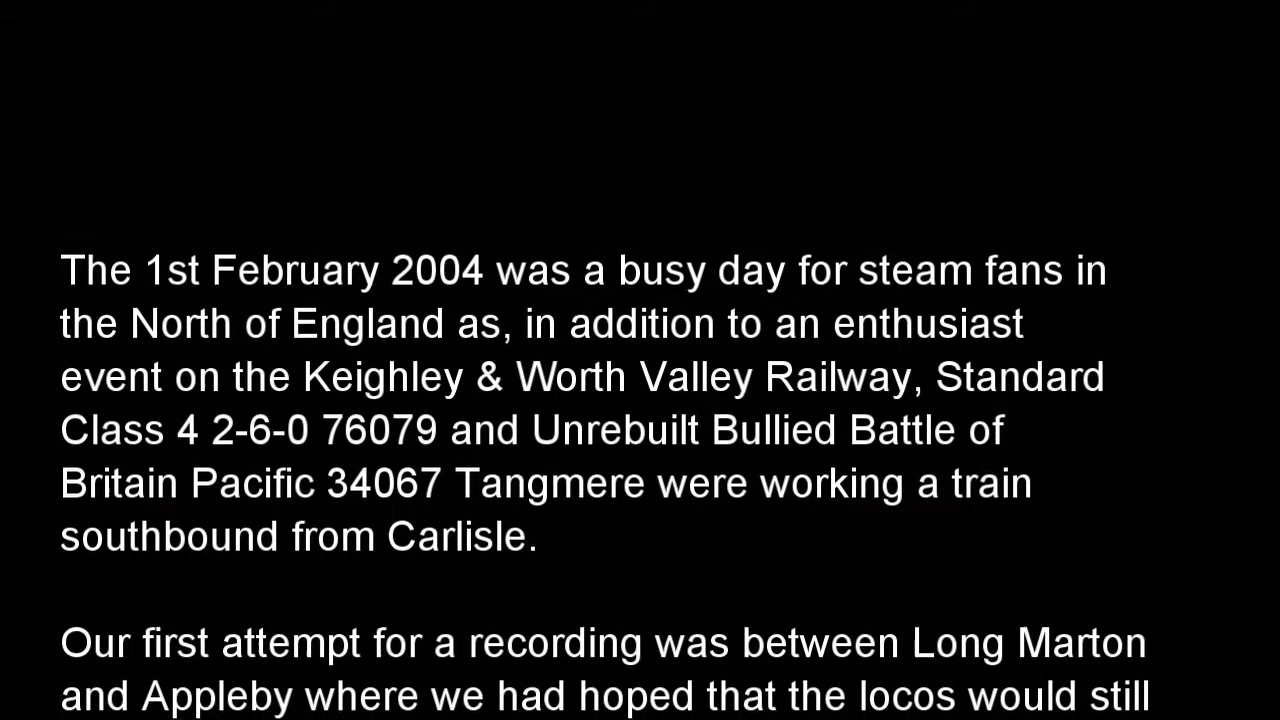 The 1st February 2004 was a busy day for steam fans in
the North of England as, in addition to an enthusiast
event on the Keighley & Worth Valley Railway, Standard
Class 4 2-6-0 76079 and Unrebuilt Bullied Battle of
Britain Pacific 34067 Tangmere were working a train
southbound from Carlisle.
Our first attempt for a recording was between Long Marton
and Appleby where we had hoped that the locos would still